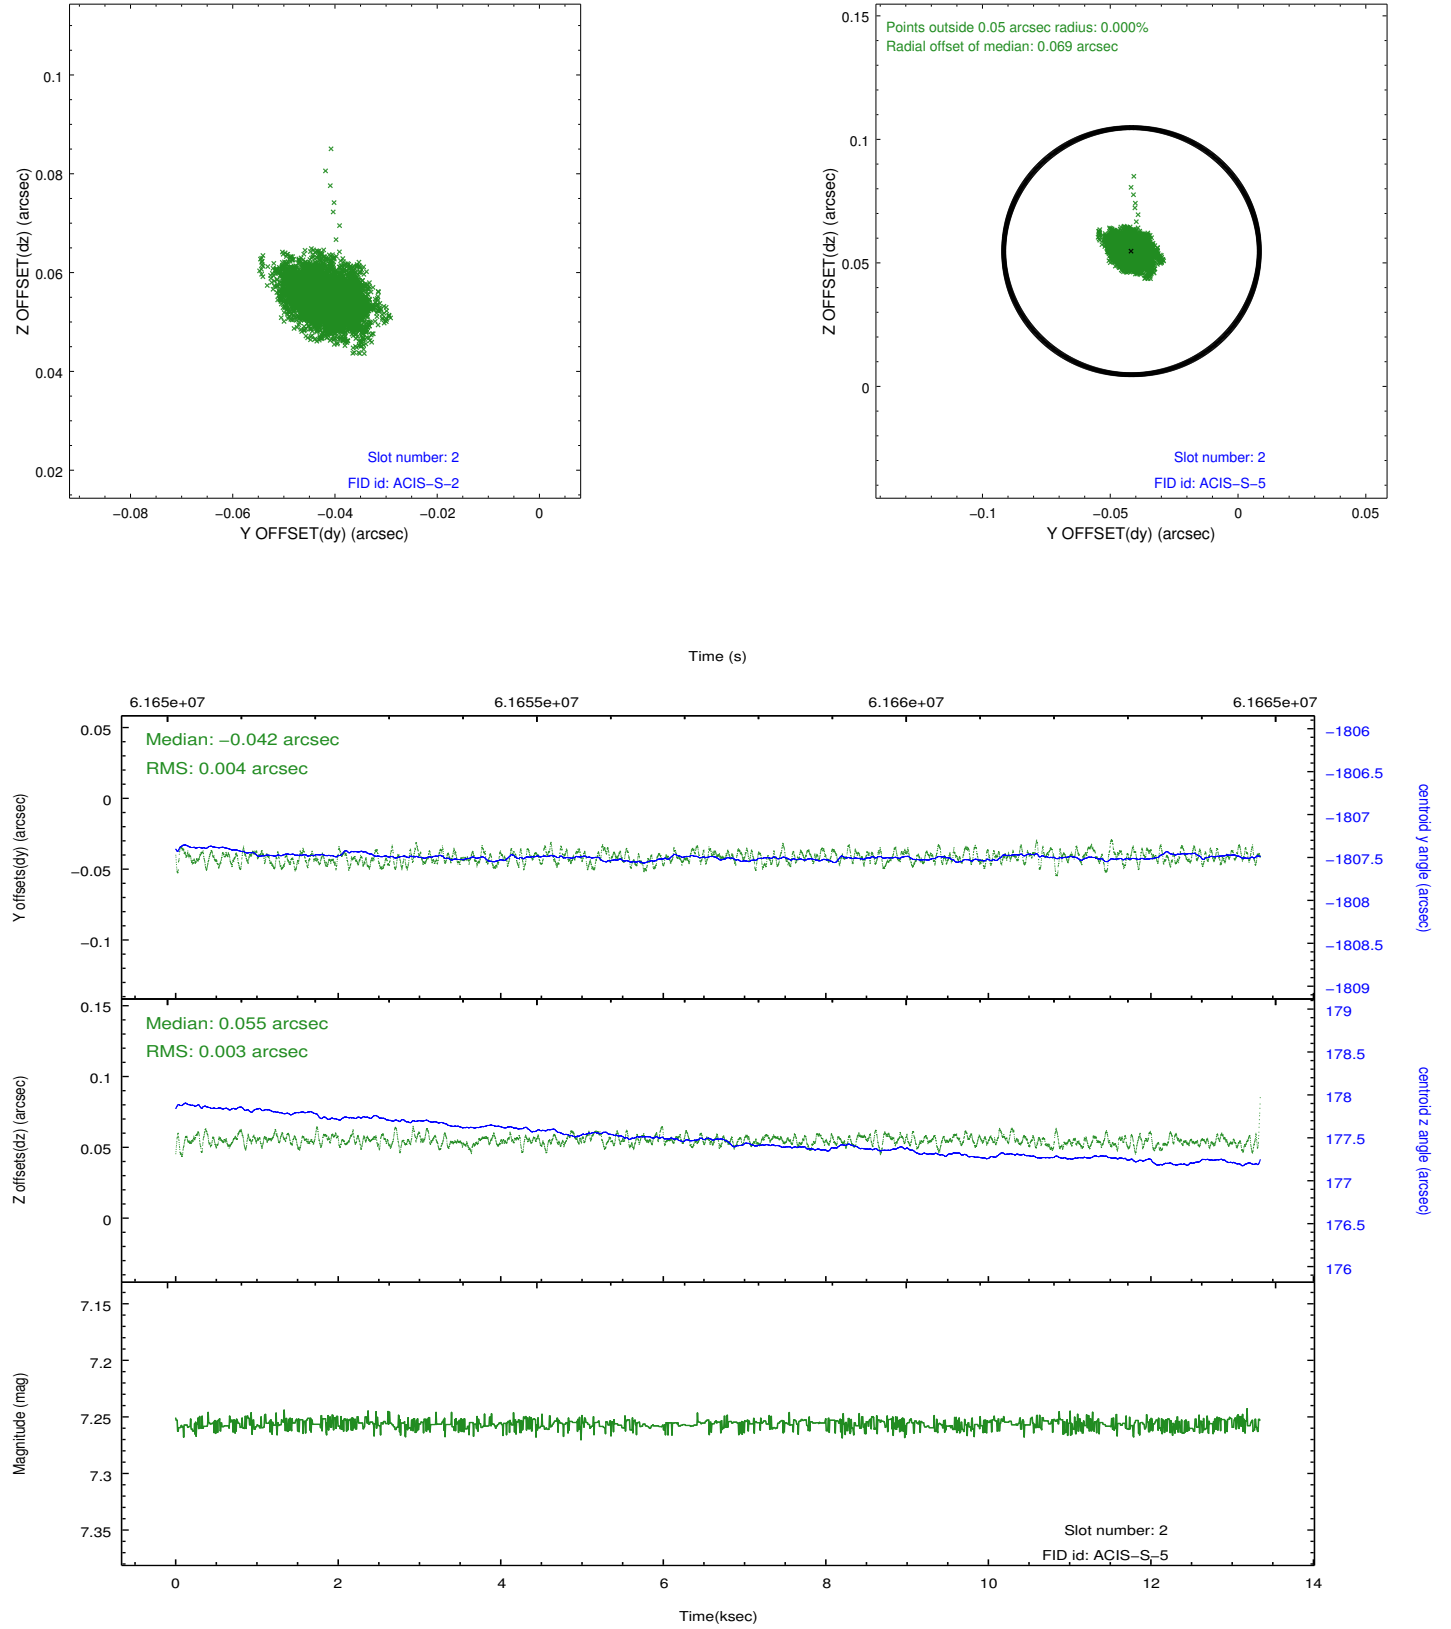 0.1
0.08
0.06
0.04
0.02
Z OFFSET(dz) (arcsec)
Slot number: 2
FID id: ACIS−S−2
−0.08 −0.06 −0.04 −0.02 0
Y OFFSET(dy) (arcsec)
Points outside 0.05 arcsec radius: 0.000%
Radial offset of median: 0.069 arcsec
0.15
0.1
0.05
0
Z OFFSET(dz) (arcsec)
Slot number: 2
FID id: ACIS−S−5
−0.1 −0.05 0 0.05
Y OFFSET(dy) (arcsec)
Time (s)
6.165e+07 6.1655e+07 6.166e+07 6.1665e+07
Median: −0.042 arcsec
RMS: 0.004 arcsec
0.05
0
−0.05
−0.1
Y offsets(dy) (arcsec)
−1806
−1806.5
−1807
−1807.5
−1808
−1808.5
−1809
centroid y angle (arcsec)
Median: 0.055 arcsec
RMS: 0.003 arcsec
0.15
0.1
0.05
0
Z offsets(dz) (arcsec)
179
178.5
178
177.5
177
176.5
176
centroid z angle (arcsec)
7.15
7.2
7.25
7.3
7.35
Magnitude (mag)
Slot number: 2
FID id: ACIS−S−5
0 2 4 6 8 10 12 14
Time(ksec)